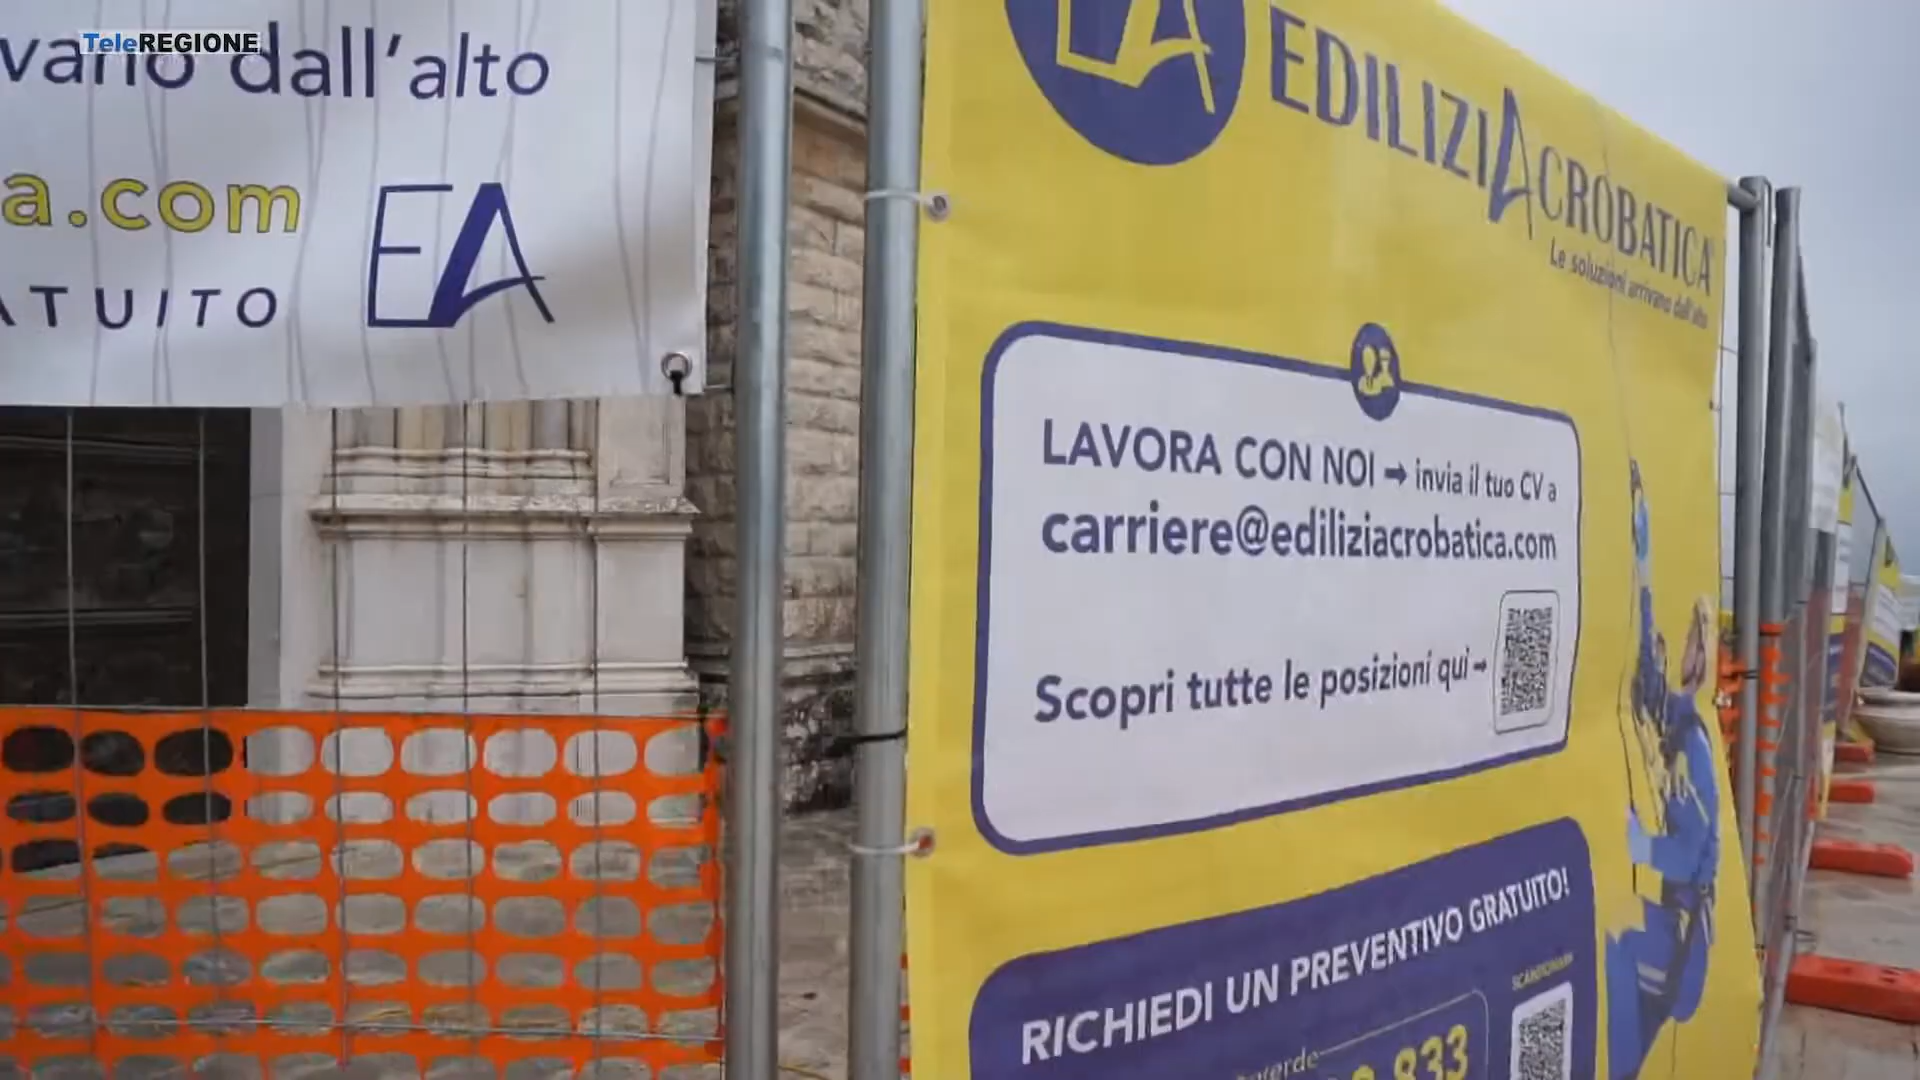 TeleREGIONE
vano dall'alto
a.com
ATUITO
EA
EDILIZIACROBATICA
Le soluzioni arrivano dall'alto
LAVORA CON NOI → invia il tuo CV a
carriere@ediliziacrobatica.com
Scopri tutte le posizioni qui →
RICHIEDI UN PREVENTIVO GRATUITO!
833